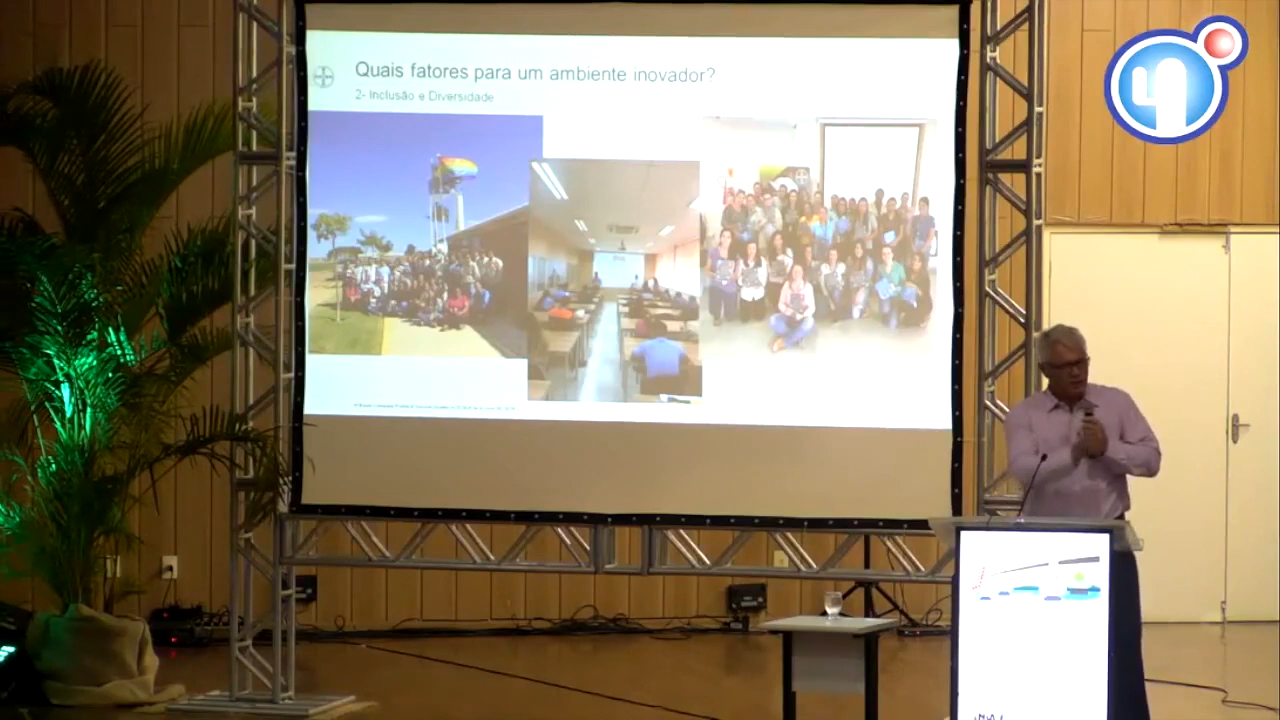 Quais fatores para um ambiente inovador?
2- Inclusão e Diversidade